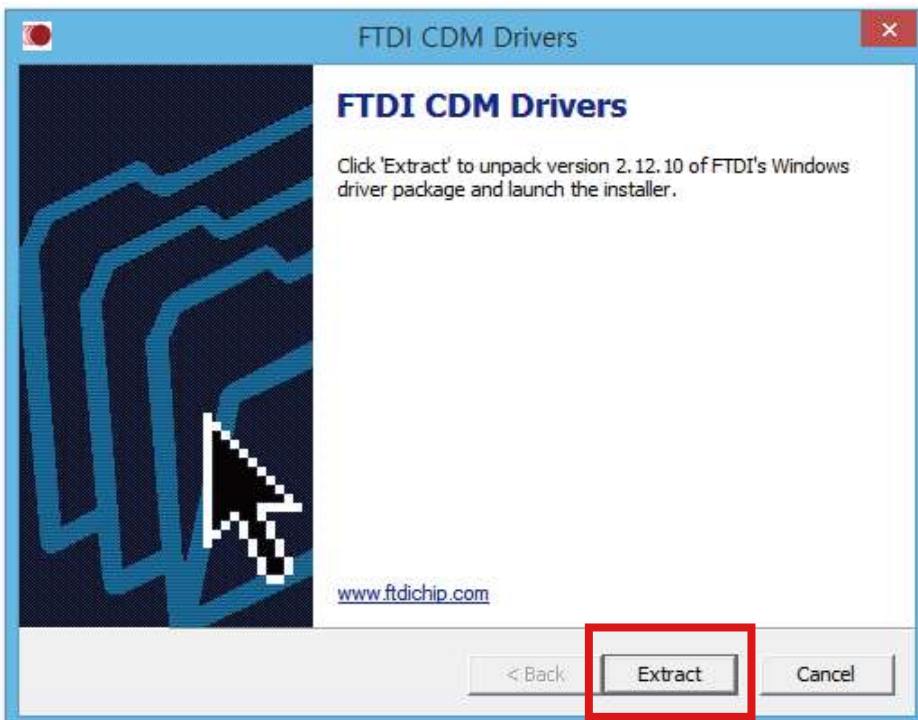 FTDI CDM Drivers
FTDI CDM Drivers
Click 'Extract' to unpack version 2.12.10 of FTDI's Windows
driver package and launch the installer.
www.ftdichip.com
< Back
Extract
Cancel